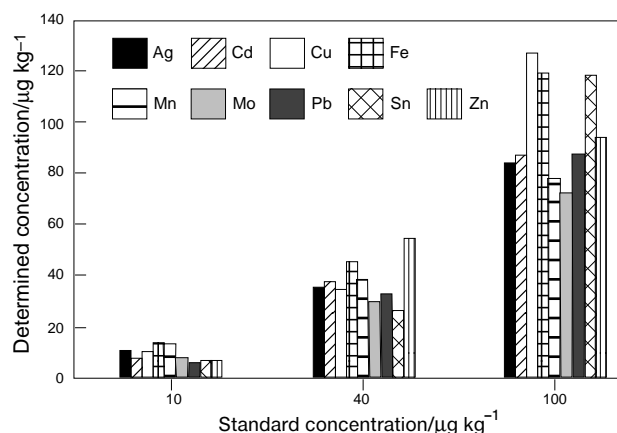 140
120
100
80
60
40
20
0
Determined concentration/µg kg⁻¹
Ag Cd Cu Fe
Mn Mo Pb Sn Zn
10 40 100
Standard concentration/µg kg⁻¹